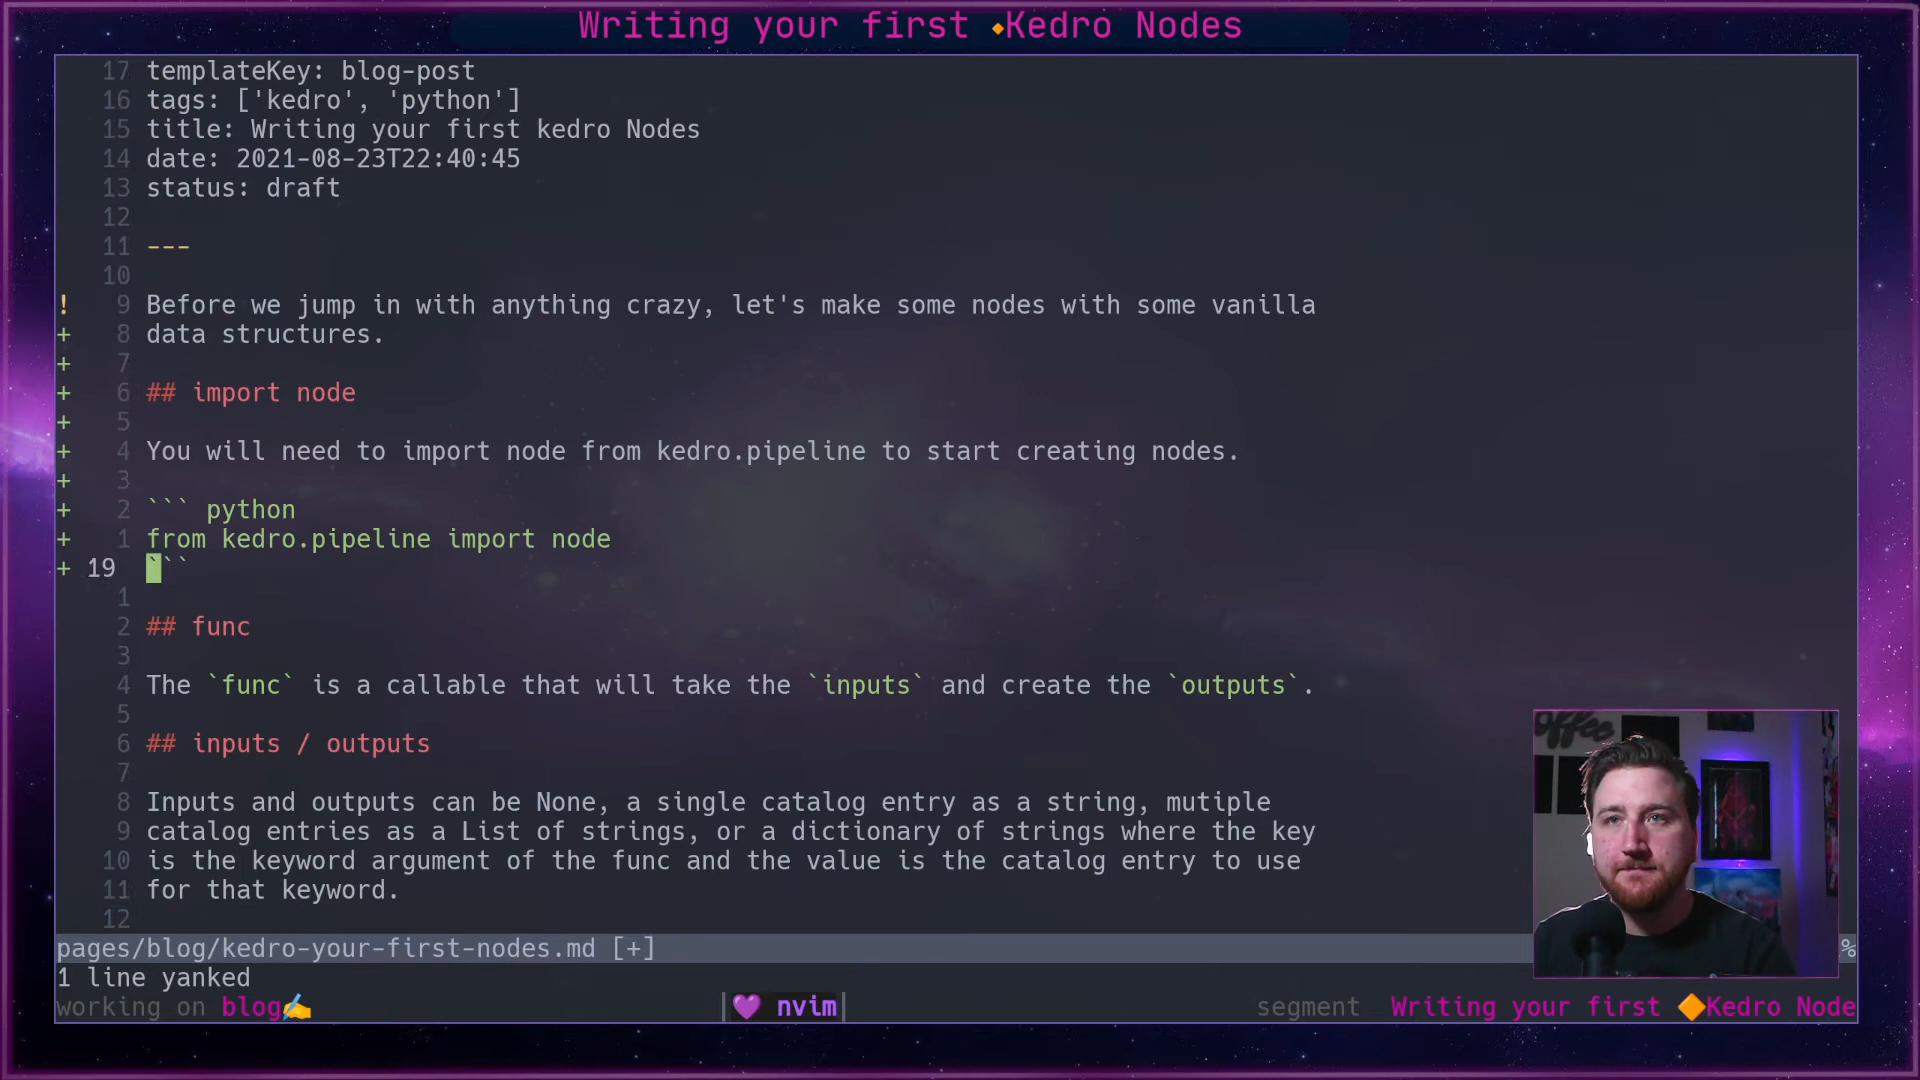 Writing your first 🔸Kedro Nodes
17 templateKey: blog-post
16 tags: ['kedro', 'python']
15 title: Writing your first kedro Nodes
14 date: 2021-08-23T22:40:45
13 status: draft
12
11 ---
10
! 9 Before we jump in with anything crazy, let's make some nodes with some vanilla
+ 8 data structures.
+ 7
+ 6 ## import node
+ 5
+ 4 You will need to import node from kedro.pipeline to start creating nodes.
+ 3
+ 2 ``` python
+ 1 from kedro.pipeline import node
+ 19 ```
1
2 ## func
3
4 The `func` is a callable that will take the `inputs` and create the `outputs`.
5
6 ## inputs / outputs
7
8 Inputs and outputs can be None, a single catalog entry as a string, mutiple
9 catalog entries as a List of strings, or a dictionary of strings where the key
10 is the keyword argument of the func and the value is the catalog entry to use
11 for that keyword.
12
pages/blog/kedro-your-first-nodes.md [+] %
1 line yanked
working on blog✍️ |💜 nvim| segment Writing your first 🔶Kedro Node